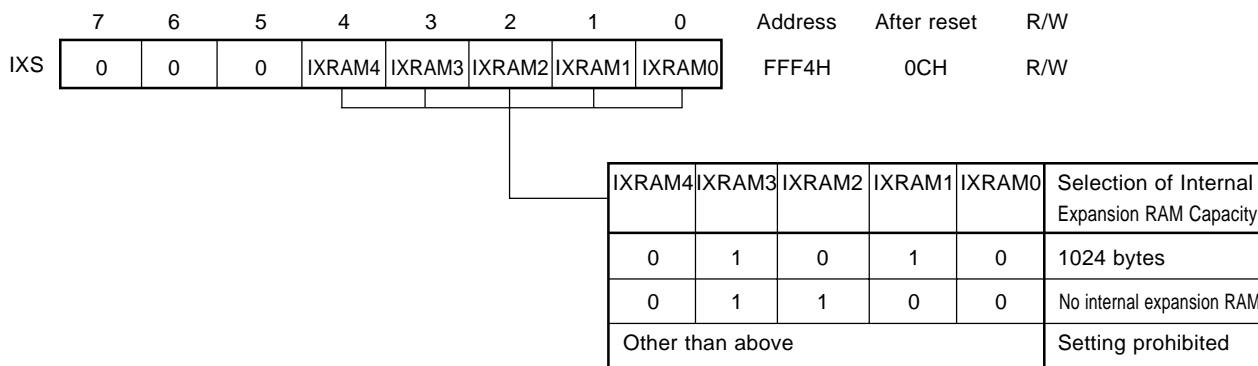 7 6 5 4 3 2 1 0 Address After reset R/W
IXS 0 0 0 IXRAM4 IXRAM3 IXRAM2 IXRAM1 IXRAM0 FFF4H 0CH R/W
IXRAM4 IXRAM3 IXRAM2 IXRAM1 IXRAM0 Selection of Internal
Expansion RAM Capacity
0 1 0 1 0 1024 bytes
0 1 1 0 0 No internal expansion RAM
Other than above Setting prohibited